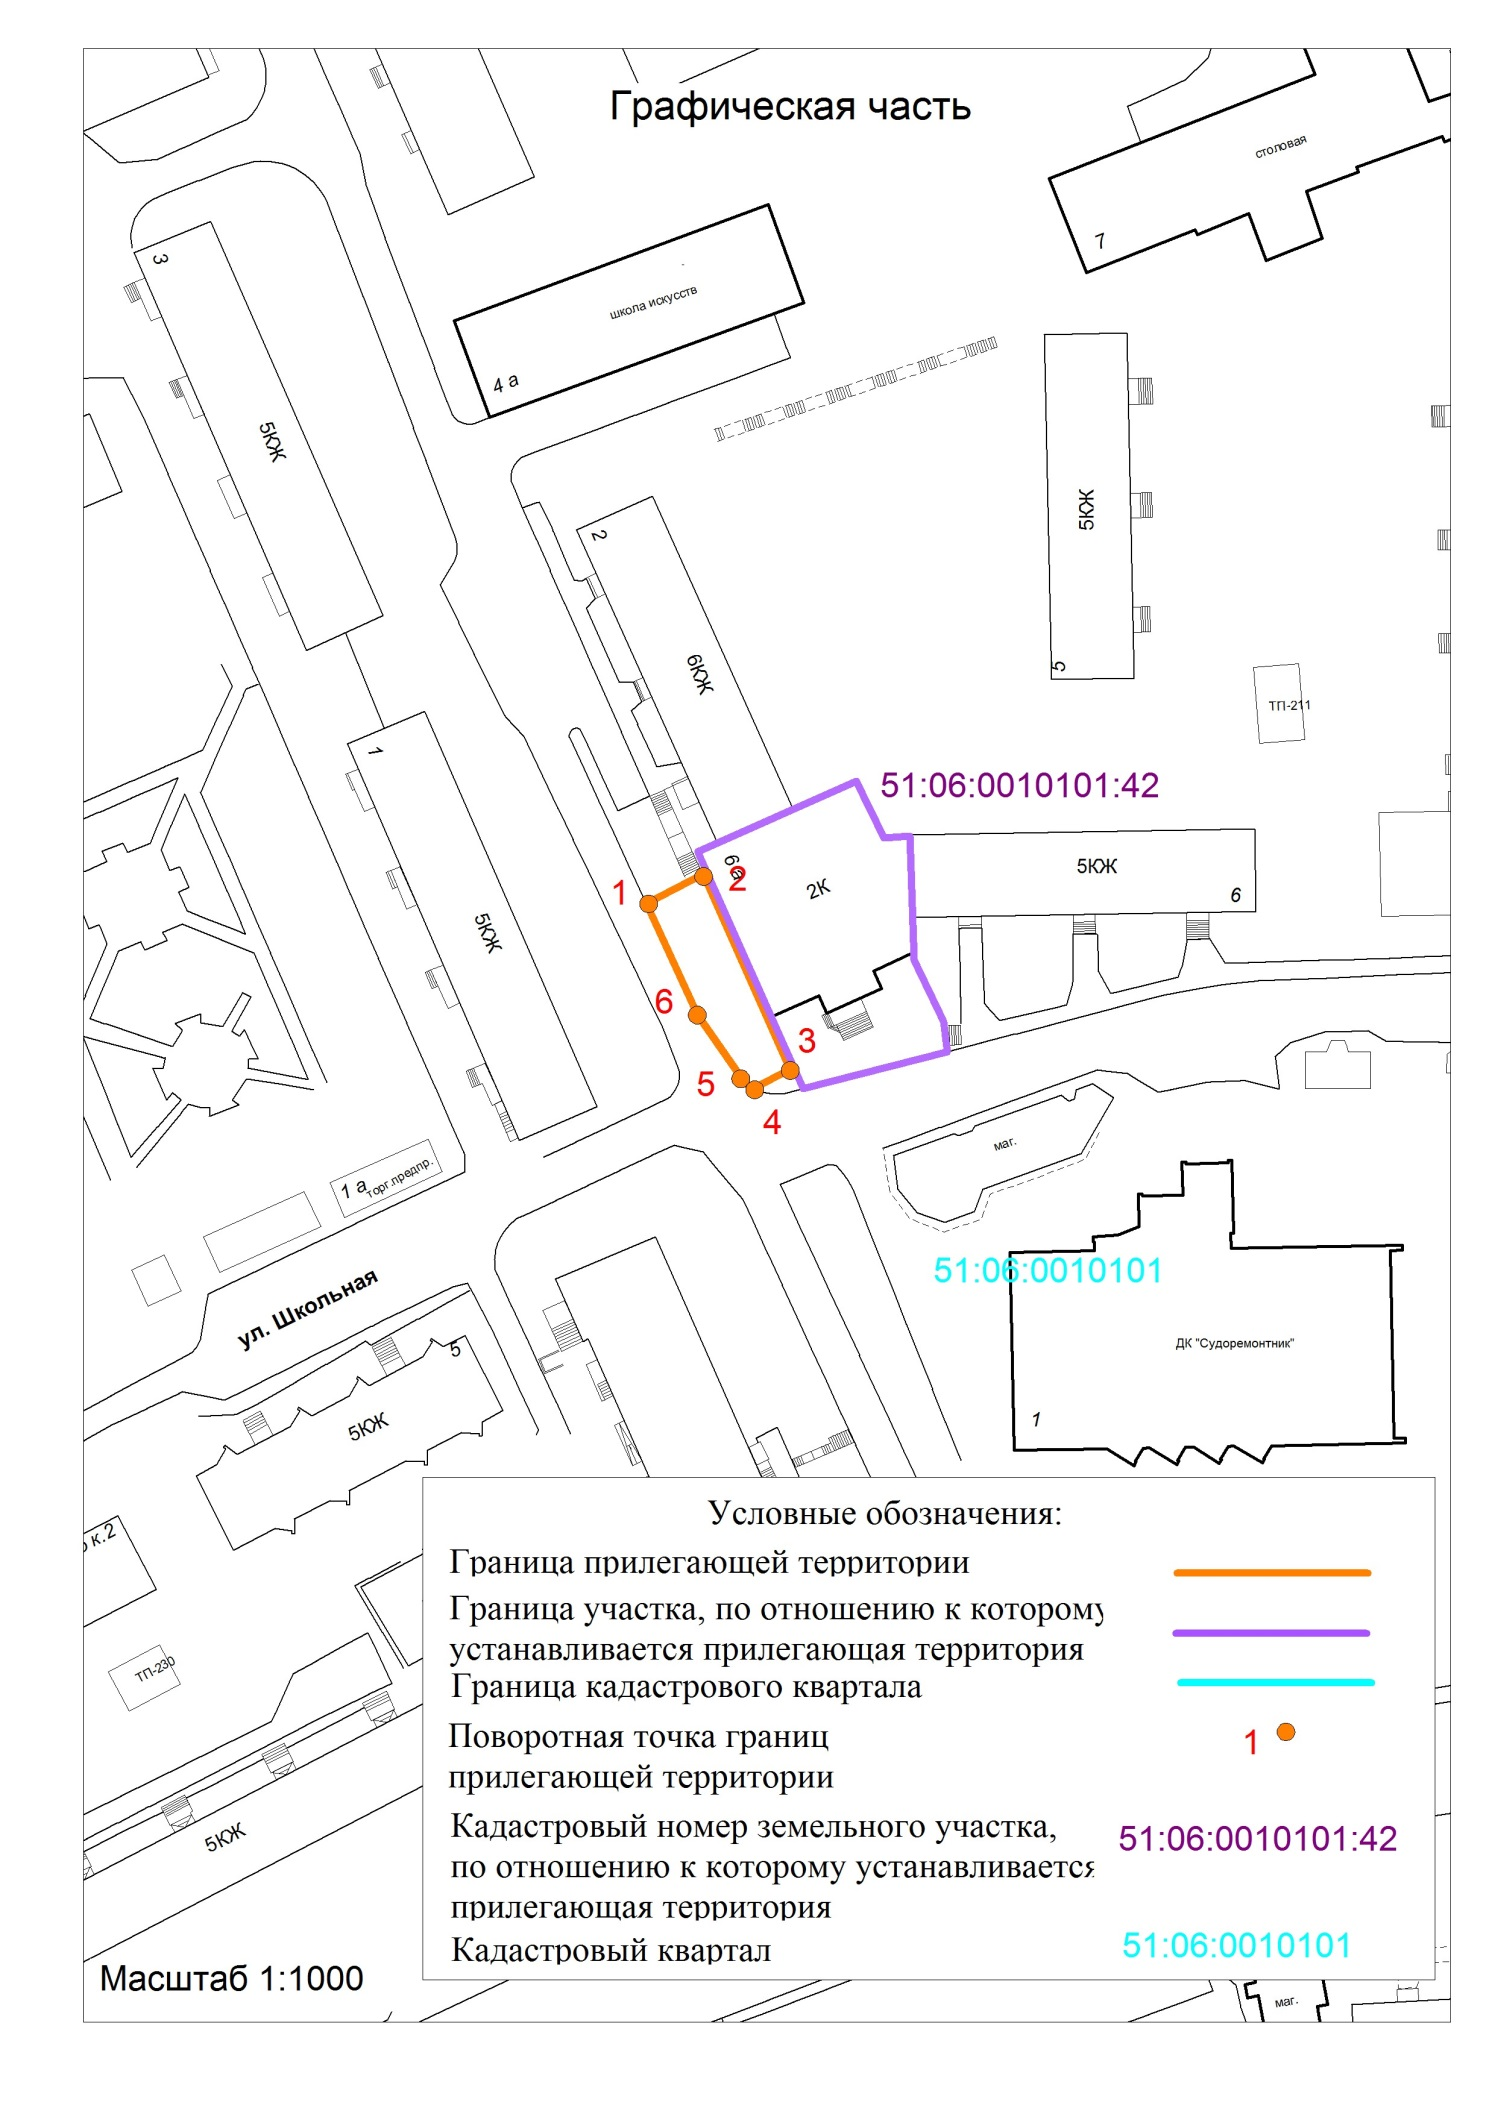 Графическая часть
столовая
7
3
школа искусств
4 а
5КЖ
2
5КЖ
5
6КЖ
ТП-211
1
51:06:0010101:42
6 а
2К
5КЖ
6
1
2
5КЖ
6
3
5
4
маг.
1 а
торг.предпр.
51:06:0010101
ул. Школьная
ДК "Судоремонтник"
5
1
5КЖ
к.2
ТП-230
5КЖ
Условные обозначения:
Граница прилегающей территории
Граница участка, по отношению к которому
устанавливается прилегающая территория
Граница кадастрового квартала
Поворотная точка границ
прилегающей территории
1
Кадастровый номер земельного участка,
по отношению к которому устанавливается
прилегающая территория
51:06:0010101:42
Кадастровый квартал
51:06:0010101
Масштаб 1:1000
маг.